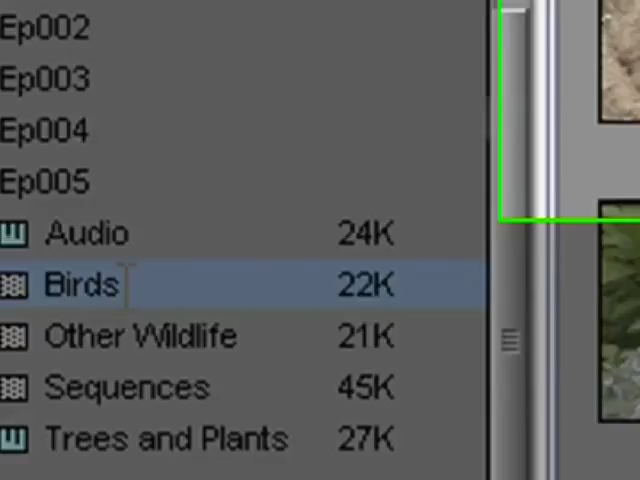 Ep002
Ep003
Ep004
Ep005
Audio 24K
Birds 22K
Other Wildlife 21K
Sequences 45K
Trees and Plants 27K